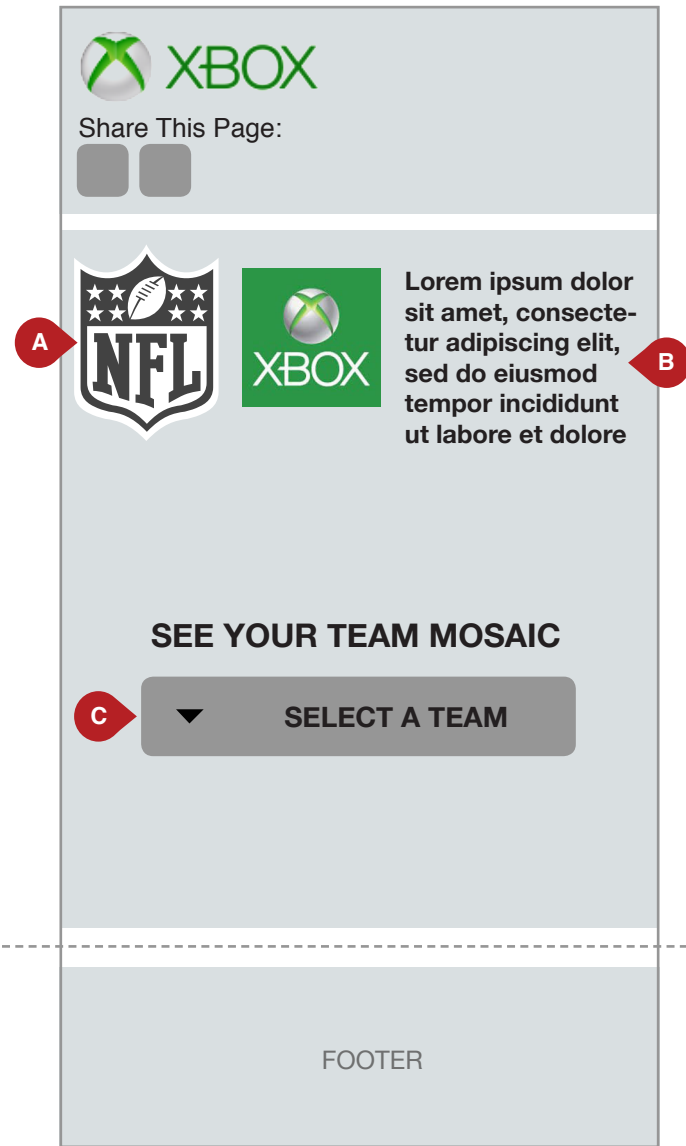 XBOX
Share This Page:
A
NFL
XBOX
Lorem ipsum dolor
sit amet, consecte-
tur adipiscing elit,
sed do eiusmod
tempor incididunt
ut labore et dolore
B
SEE YOUR TEAM MOSAIC
C
SELECT A TEAM
FOOTER